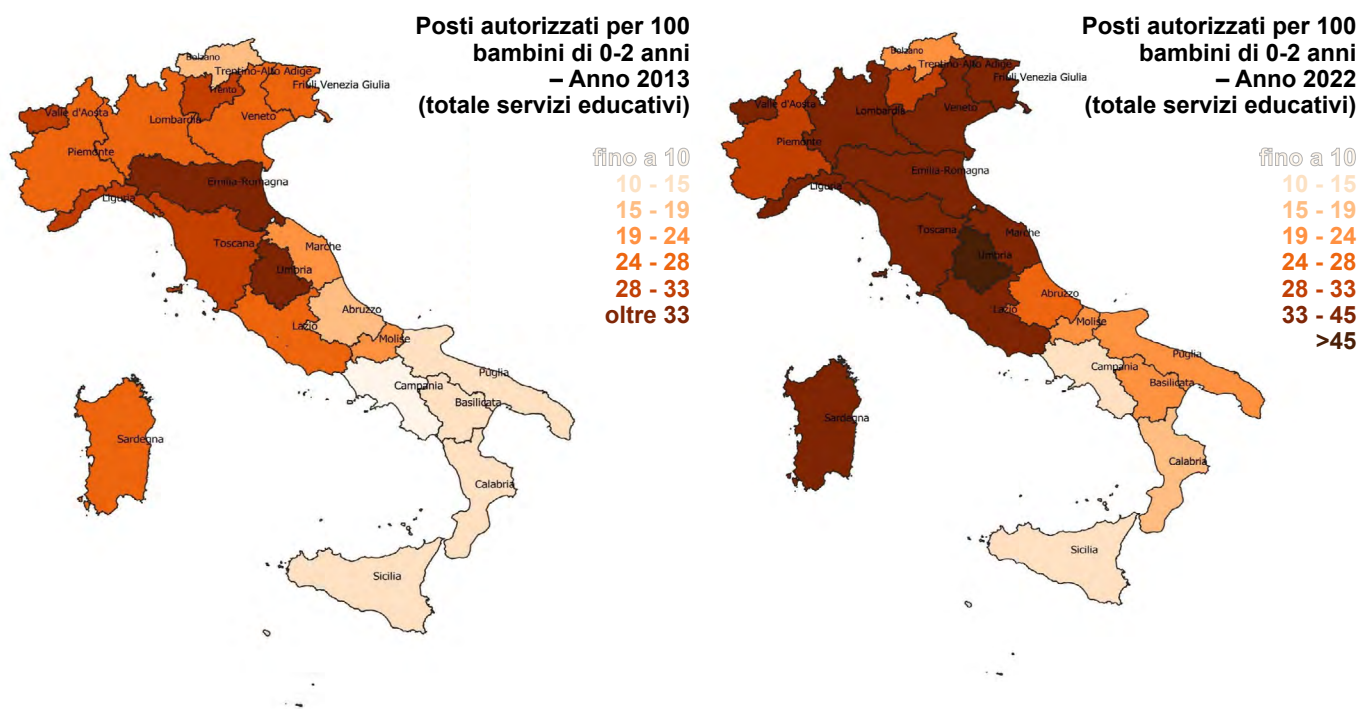 Posti autorizzati per 100
bambini di 0-2 anni
– Anno 2013
(totale servizi educativi)
fino a 10
10 - 15
15 - 19
19 - 24
24 - 28
28 - 33
oltre 33
Bolzano
Trentino-Alto Adige
Trento
Friuli Venezia Giulia
Valle d'Aosta
Lombardia
Veneto
Piemonte
Emilia-Romagna
Liguria
Toscana
Marche
Umbria
Abruzzo
Lazio
Molise
Campania
Puglia
Basilicata
Sardegna
Calabria
Sicilia
Posti autorizzati per 100
bambini di 0-2 anni
– Anno 2022
(totale servizi educativi)
fino a 10
10 - 15
15 - 19
19 - 24
24 - 28
28 - 33
33 - 45
>45
Bolzano
Trentino-Alto Adige
Trento
Friuli Venezia Giulia
Valle d'Aosta
Lombardia
Veneto
Piemonte
Emilia-Romagna
Liguria
Toscana
Marche
Umbria
Abruzzo
Lazio
Molise
Campania
Puglia
Basilicata
Sardegna
Calabria
Sicilia